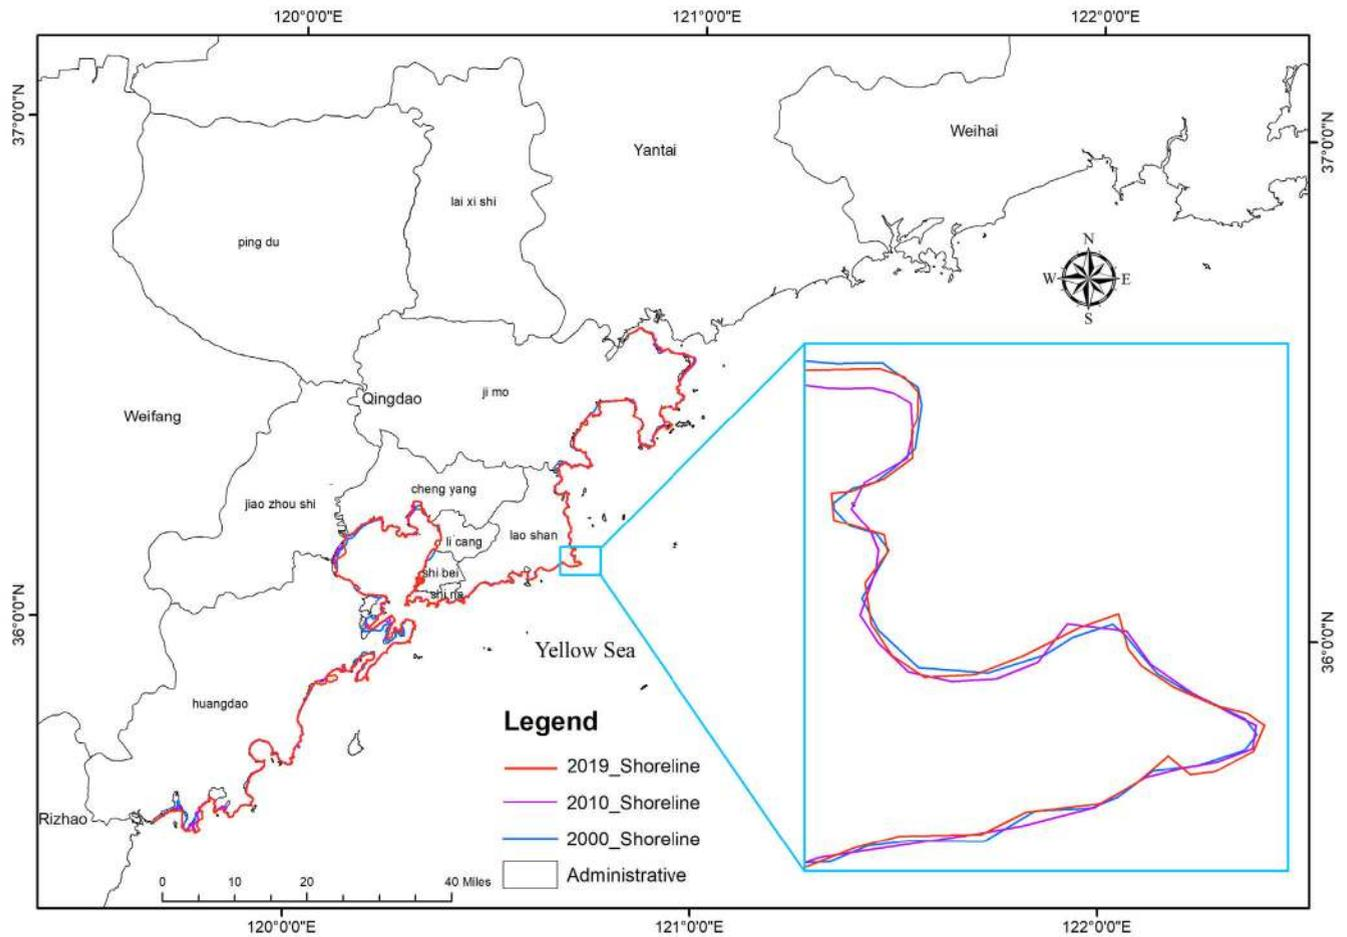 120°0'0"E 121°0'0"E 122°0'0"E
37°0'0"N
37°0'0"N
Weihai
Yantai
lai xi shi
ping du
N
W E
S
ji mo
Qingdao
Weifang
cheng yang
jiao zhou shi
lao shan
li cang
shi bei
shi na
36°0'0"N
36°0'0"N
Yellow Sea
huangdao
Legend
2019_Shoreline
2010_Shoreline
Rizhao
2000_Shoreline
Administrative
0 10 20 40 Miles
120°0'0"E 121°0'0"E 122°0'0"E